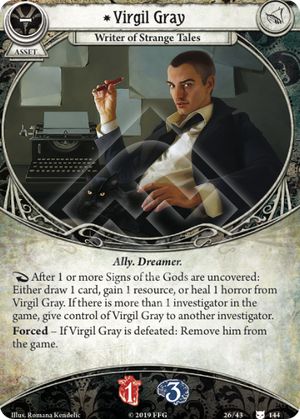 Virgil Gray
Writer of Strange Tales
ASSET
Ally. Dreamer.
After 1 or more Signs of the Gods are uncovered:
Either draw 1 card, gain 1 resource, or heal 1 horror from
Virgil Gray. If there is more than 1 investigator in the
game, give control of Virgil Gray to another investigator.
Forced – If Virgil Gray is defeated: Remove him from
the game.
1 3
Illus. Romana Kendelic © 2019 FFG 26/43 144